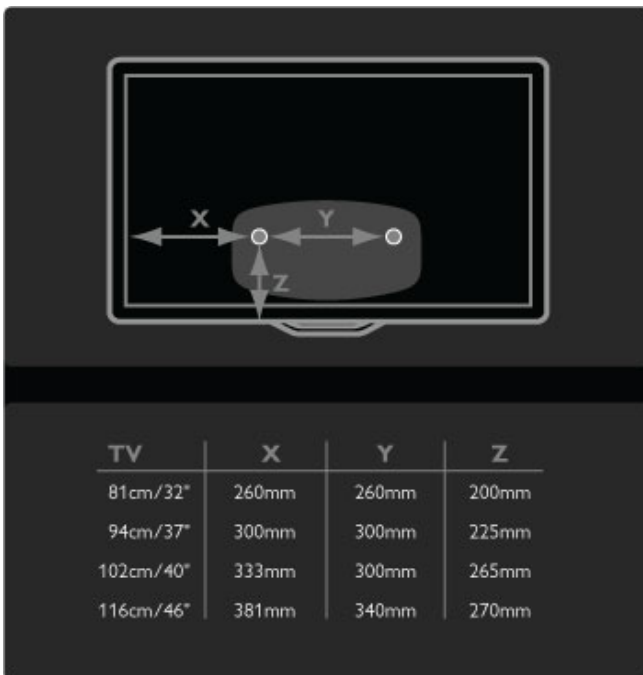 X Y
Z
TV X Y Z
81cm/32" 260mm 260mm 200mm
94cm/37" 300mm 300mm 225mm
102cm/40" 333mm 300mm 265mm
116cm/46" 381mm 340mm 270mm